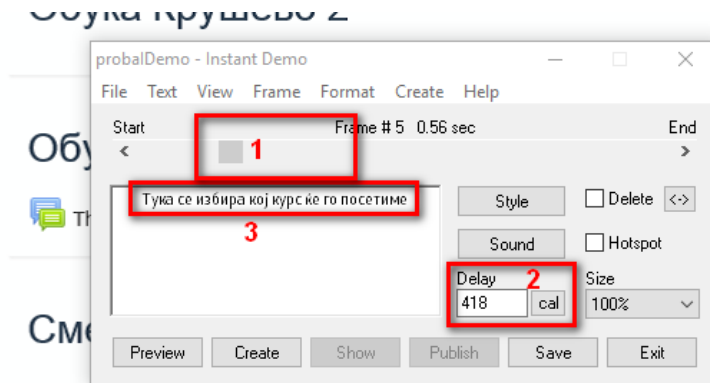 Обука Крушево 2
probaIDemo - Instant Demo
File Text View Frame Format Create Help
Start Frame # 5 0.56 sec End
< 1 >
Обу
Тука се избира кој курс ќе го посетиме
3
Style
Delete <->
Th
Sound
Hotspot
Delay 2 Size
418 cal 100%
Сме
Preview Create Show Publish Save Exit